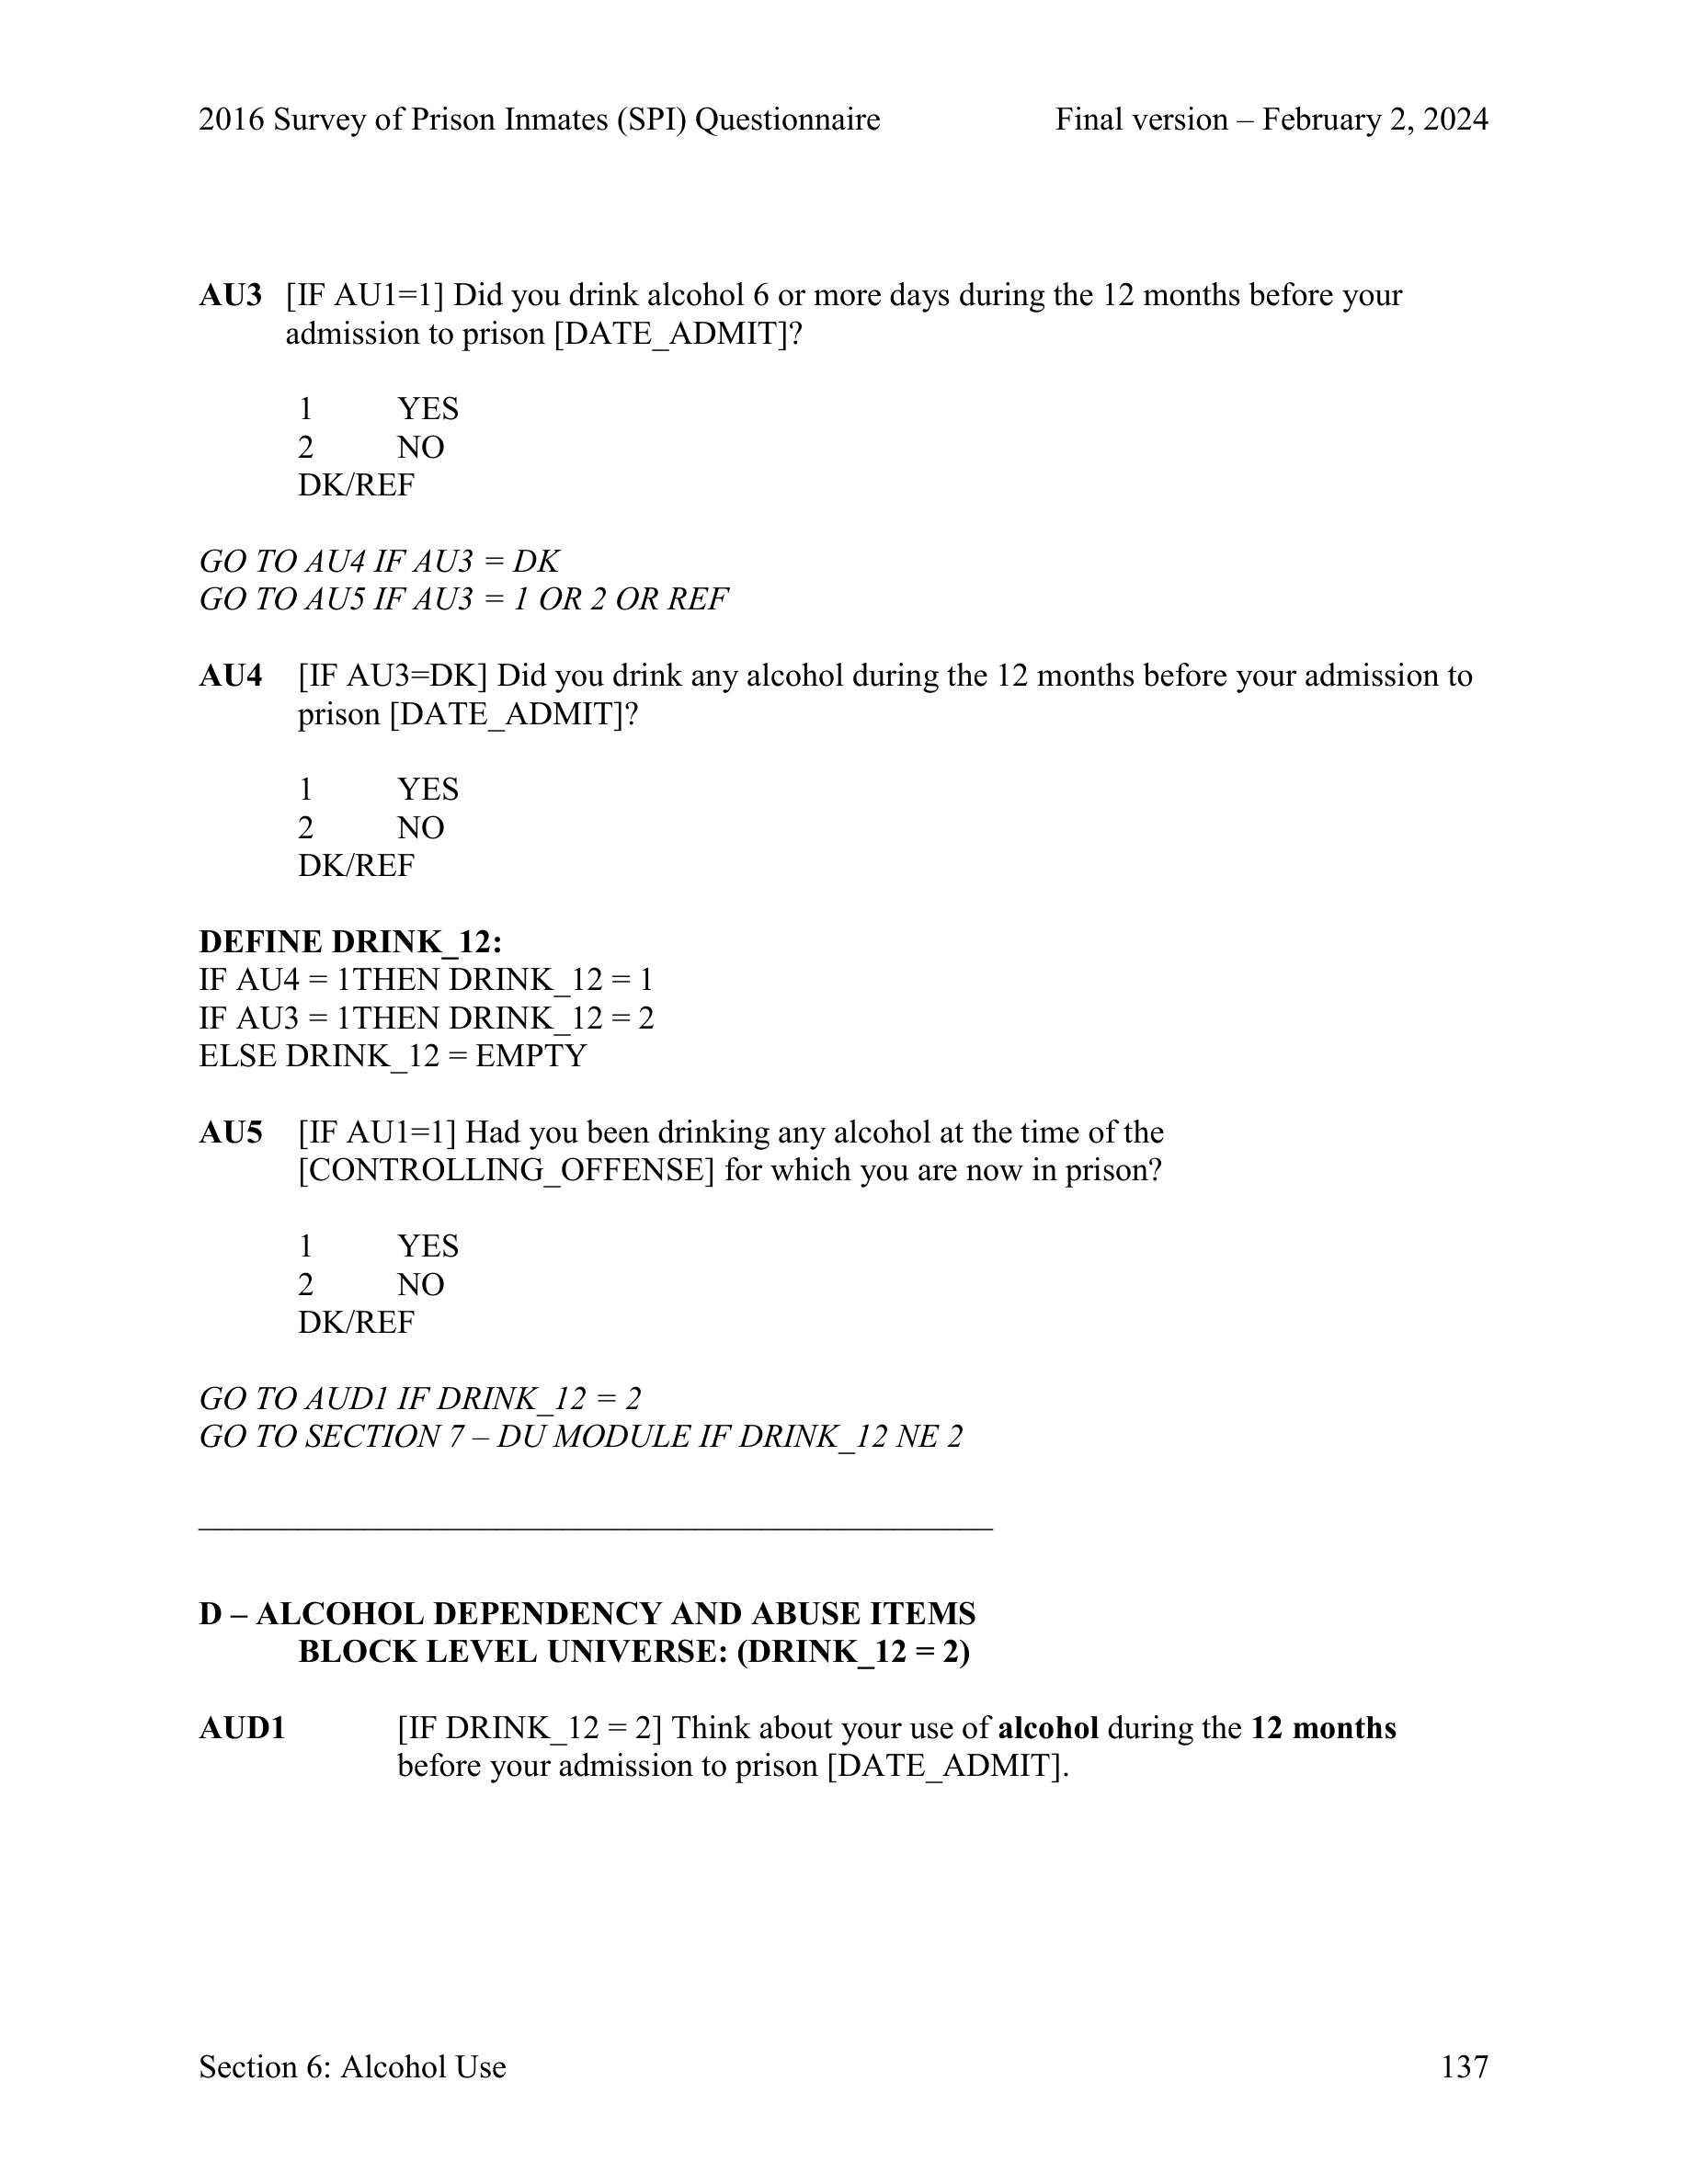 2016 Survey of Prison Inmates (SPI) Questionnaire Final version – February 2, 2024
AU3 [IF AU1=1] Did you drink alcohol 6 or more days during the 12 months before your
admission to prison [DATE_ADMIT]?
1 YES
2 NO
DK/REF
GO TO AU4 IF AU3 = DK
GO TO AU5 IF AU3 = 1 OR 2 OR REF
AU4 [IF AU3=DK] Did you drink any alcohol during the 12 months before your admission to
prison [DATE_ADMIT]?
1 YES
2 NO
DK/REF
DEFINE DRINK_12:
IF AU4 = 1THEN DRINK_12 = 1
IF AU3 = 1THEN DRINK_12 = 2
ELSE DRINK_12 = EMPTY
AU5 [IF AU1=1] Had you been drinking any alcohol at the time of the
[CONTROLLING_OFFENSE] for which you are now in prison?
1 YES
2 NO
DK/REF
GO TO AUD1 IF DRINK_12 = 2
GO TO SECTION 7 – DU MODULE IF DRINK_12 NE 2
D – ALCOHOL DEPENDENCY AND ABUSE ITEMS
BLOCK LEVEL UNIVERSE: (DRINK_12 = 2)
AUD1 [IF DRINK_12 = 2] Think about your use of alcohol during the 12 months
before your admission to prison [DATE_ADMIT].
Section 6: Alcohol Use 137